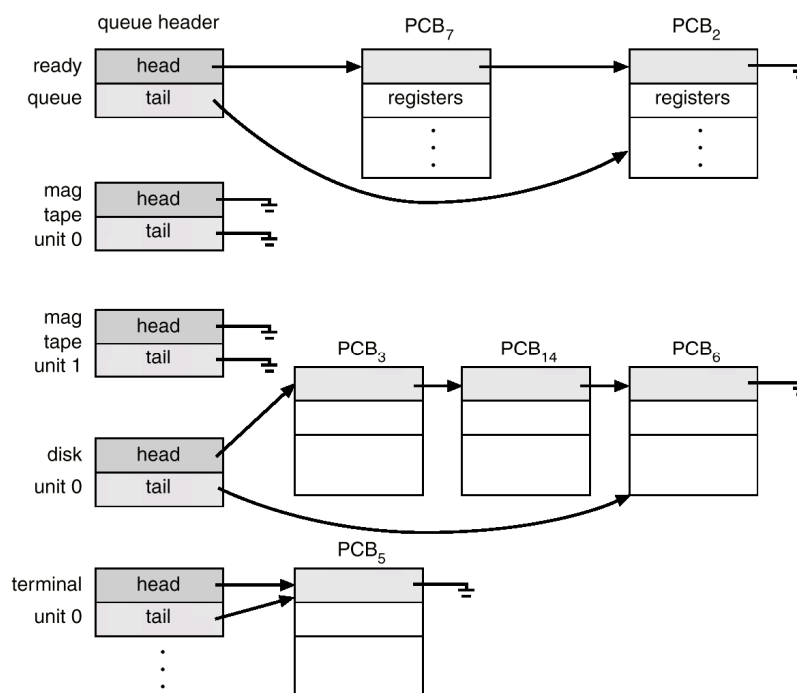 queue header
PCB7
PCB2
ready
head
queue
tail
registers
registers
mag
tape
unit 0
head
tail
mag
tape
unit 1
head
tail
PCB3
PCB14
PCB6
disk
unit 0
head
tail
PCB5
terminal
unit 0
head
tail